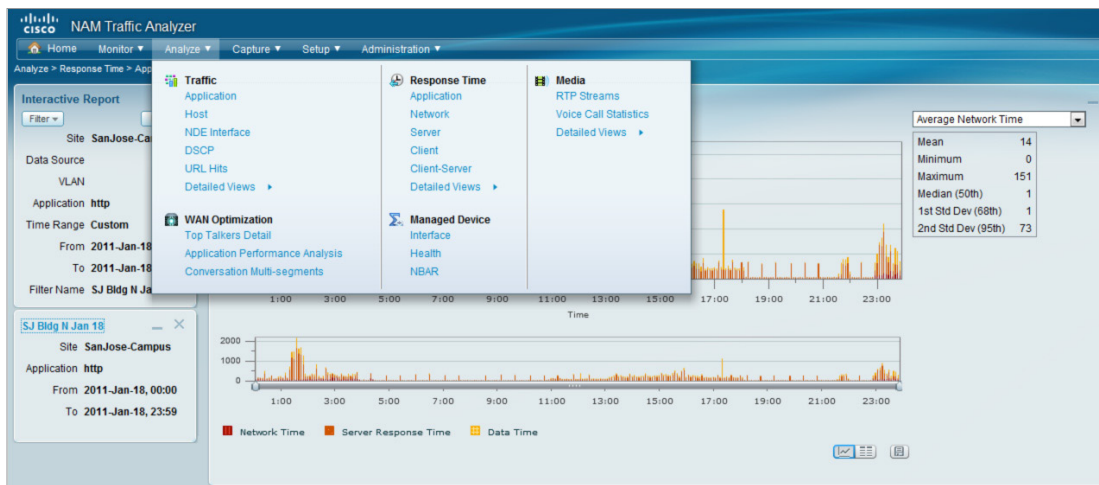 CISCO NAM Traffic Analyzer
Home Monitor Analyze Capture Setup Administration
Analyze > Response Time > App
Interactive Report
Filter
Site SanJose-Ca
Data Source
VLAN
Application http
Time Range Custom
From 2011-Jan-18
To 2011-Jan-18
Filter Name SJ Bldg N Ja
SJ Bldg N Jan 18
Site SanJose-Campus
Application http
From 2011-Jan-18, 00:00
To 2011-Jan-18, 23:59
Traffic
Application
Host
NDE Interface
DSCP
URL Hits
Detailed Views
WAN Optimization
Top Talkers Detail
Application Performance Analysis
Conversation Multi-segments
Response Time
Application
Network
Server
Client
Client-Server
Detailed Views
Managed Device
Interface
Health
NBAR
Media
RTP Streams
Voice Call Statistics
Detailed Views
Average Network Time
Mean 14
Minimum 0
Maximum 151
Median (50th) 1
1st Std Dev (68th) 1
2nd Std Dev (95th) 73
1:00 3:00 5:00 7:00 9:00 11:00 13:00 15:00 17:00 19:00 21:00 23:00
Time
2000
1000
0
1:00 3:00 5:00 7:00 9:00 11:00 13:00 15:00 17:00 19:00 21:00 23:00
Network Time Server Response Time Data Time